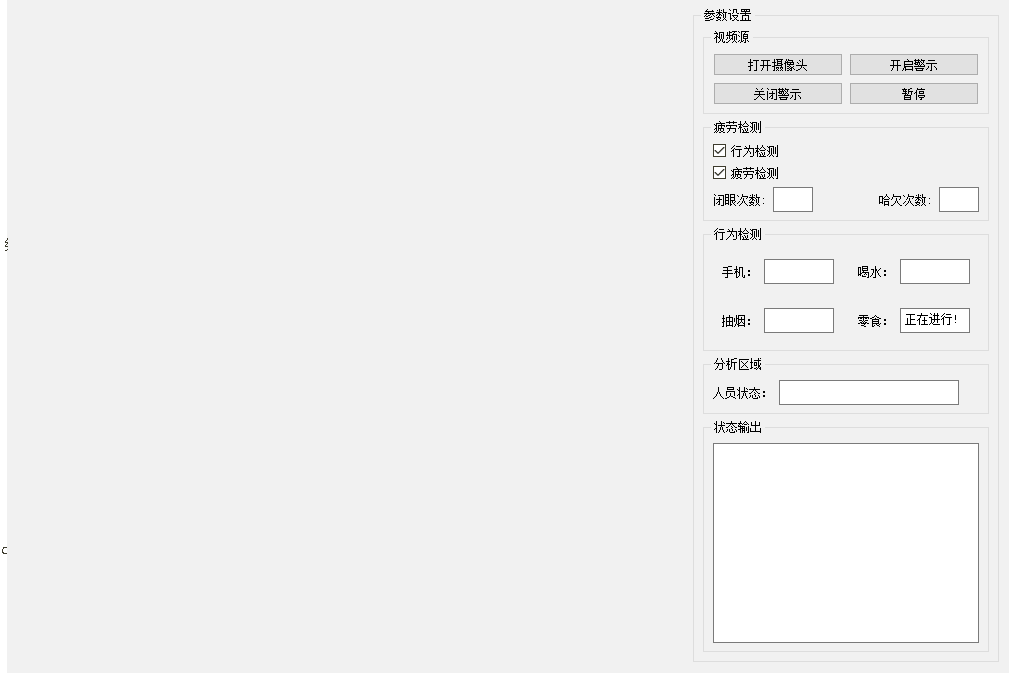 参数设置
视频源
打开摄像头 开启警示
关闭警示 暂停
疲劳检测
行为检测
疲劳检测
闭眼次数: 哈欠次数:
行为检测
手机: 喝水:
抽烟: 零食: 正在进行!
分析区域
人员状态:
状态输出